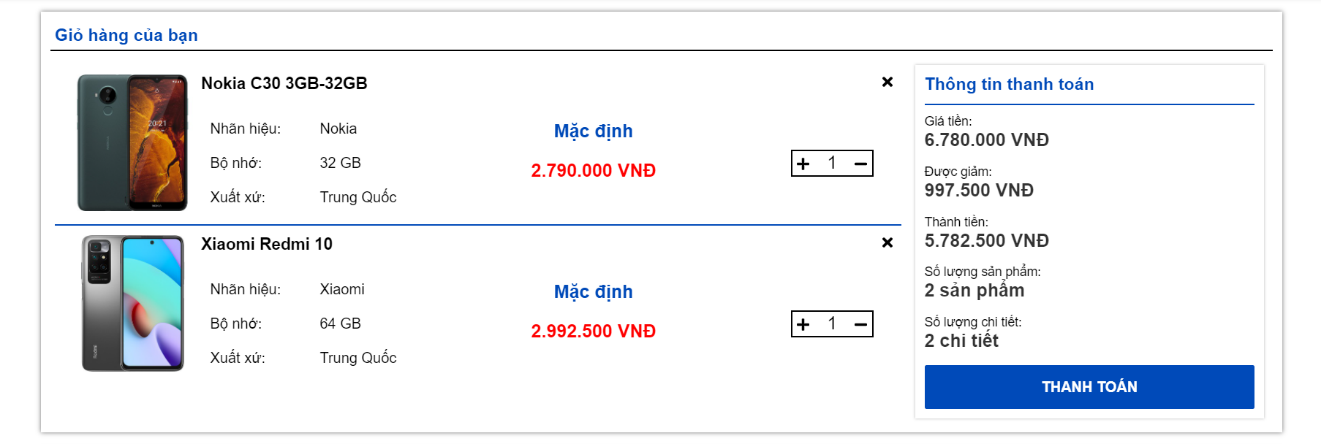 Giỏ hàng của bạn
Nokia C30 3GB-32GB
Nhãn hiệu: Nokia
Mặc định
Bộ nhớ: 32 GB
2.790.000 VNĐ
1
Xuất xứ: Trung Quốc
Xiaomi Redmi 10
Nhãn hiệu: Xiaomi
Mặc định
Bộ nhớ: 64 GB
2.992.500 VNĐ
1
Xuất xứ: Trung Quốc
Thông tin thanh toán
Giá tiền:
6.780.000 VNĐ
Được giảm:
997.500 VNĐ
Thành tiền:
5.782.500 VNĐ
Số lượng sản phẩm:
2 sản phẩm
Số lượng chi tiết:
2 chi tiết
THANH TOÁN